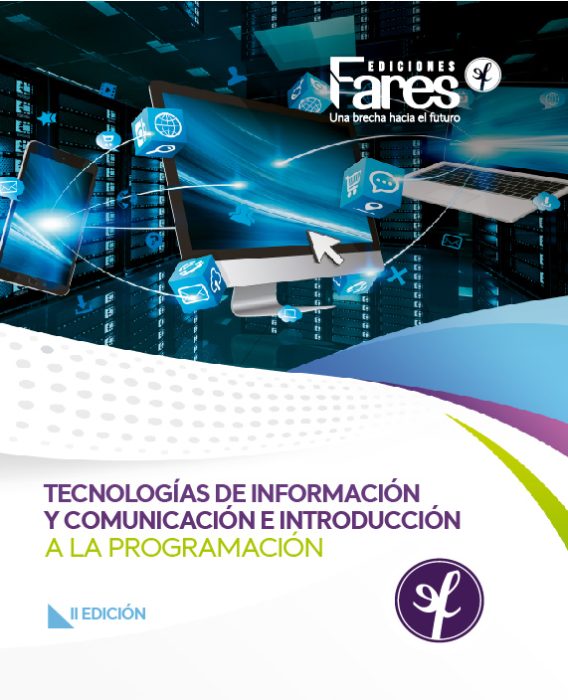 EDICIONES
Fares
Una brecha hacia el futuro
TECNOLOGÍAS DE INFORMACIÓN
Y COMUNICACIÓN E INTRODUCCIÓN
A LA PROGRAMACIÓN
II EDICIÓN